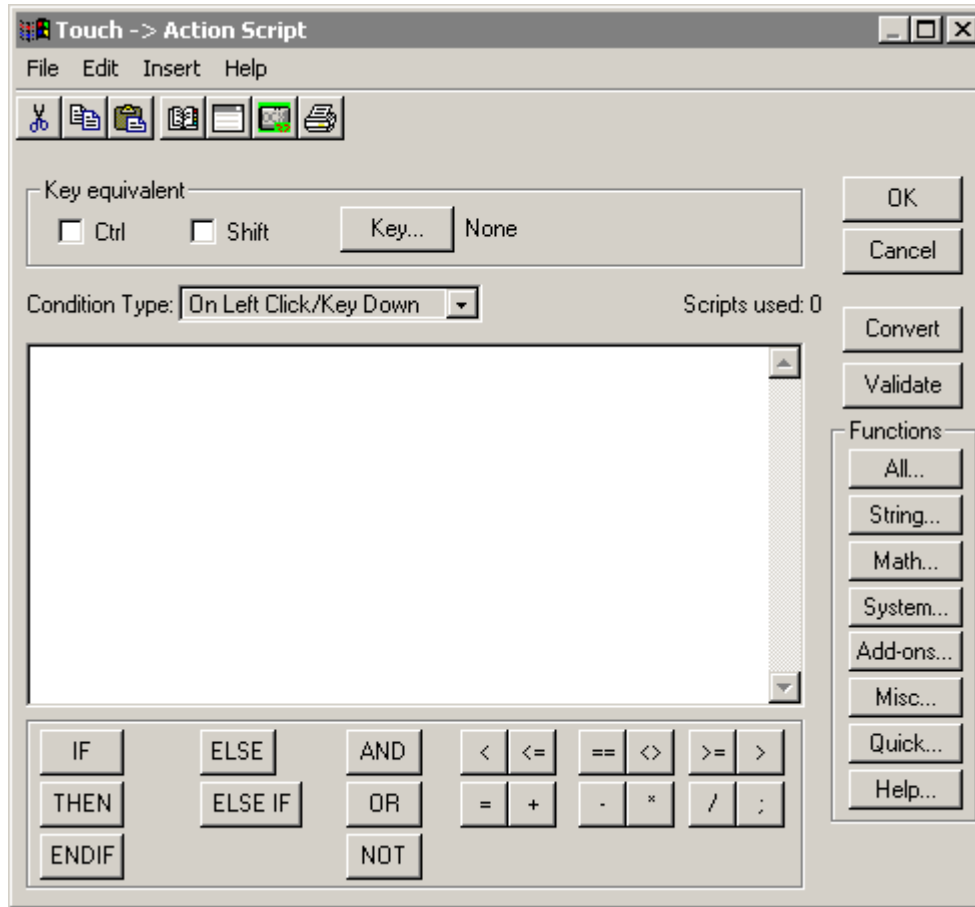 Touch -> Action Script
File Edit Insert Help
Key equivalent
Ctrl Shift Key... None
OK
Cancel
Condition Type: On Left Click/Key Down Scripts used: 0
Convert
Validate
Functions
All...
String...
Math...
System...
Add-ons...
Misc...
Quick...
Help...
IF ELSE AND < <= == <> >= >
THEN ELSE IF OR = + - * / ;
ENDIF NOT